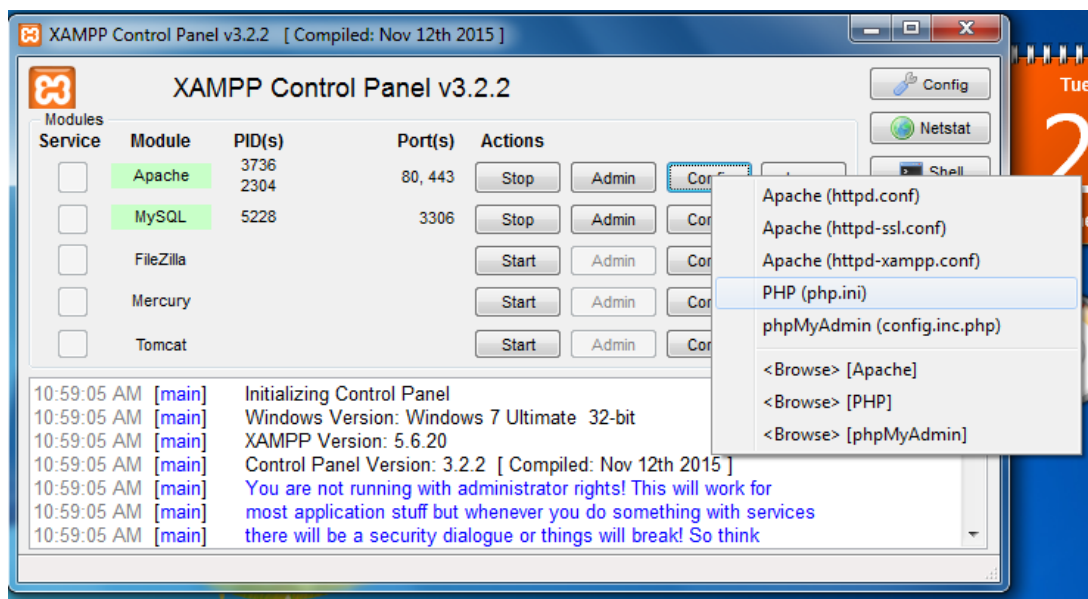 XAMPP Control Panel v3.2.2 [ Compiled: Nov 12th 2015 ]
XAMPP Control Panel v3.2.2
Config
Netstat
Shell
Modules
Service Module PID(s) Port(s) Actions
Apache 3736 2304 80, 443 Stop Admin
MySQL 5228 3306 Stop Admin
FileZilla Start Admin
Mercury Start Admin
Tomcat Start Admin
Apache (httpd.conf)
Apache (httpd-ssl.conf)
Apache (httpd-xampp.conf)
PHP (php.ini)
phpMyAdmin (config.inc.php)
<Browse> [Apache]
<Browse> [PHP]
<Browse> [phpMyAdmin]
10:59:05 AM [main] Initializing Control Panel
10:59:05 AM [main] Windows Version: Windows 7 Ultimate 32-bit
10:59:05 AM [main] XAMPP Version: 5.6.20
10:59:05 AM [main] Control Panel Version: 3.2.2 [ Compiled: Nov 12th 2015 ]
10:59:05 AM [main] You are not running with administrator rights! This will work for
10:59:05 AM [main] most application stuff but whenever you do something with services
10:59:05 AM [main] there will be a security dialogue or things will break! So think
Tue
2